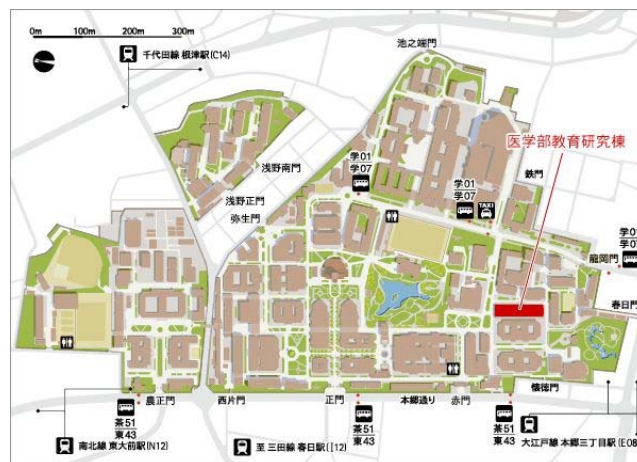 0m 100m 200m 300m
千代田線 根津駅(C14)
池之端門
医学部教育研究棟
学01
学07
学01
学07
TAXI
鉄門
浅野南門
浅野正門
弥生門
学0
学0
龍岡門
春日門
懐徳門
農正門
西片門
正門
本郷通り
赤門
茶51
東43
茶51
東43
茶51
東43
南北線 東大前駅(N12)
至 三田線 春日駅(I12)
大江戸線 本郷三丁目駅(E08